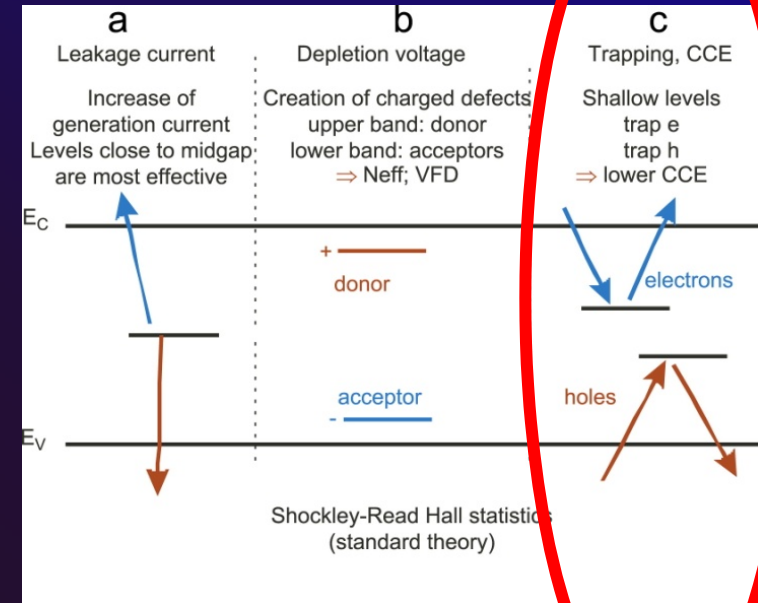 a
Leakage current
Increase of
generation current
Levels close to midgap
are most effective
b
Depletion voltage
Creation of charged defects
upper band: donor
lower band: acceptors
⇒ Neff; VFD
c
Trapping, CCE
Shallow levels
trap e
trap h
⇒ lower CCE
EC
+
donor
electrons
acceptor
-
holes
EV
Shockley-Read Hall statistics
(standard theory)